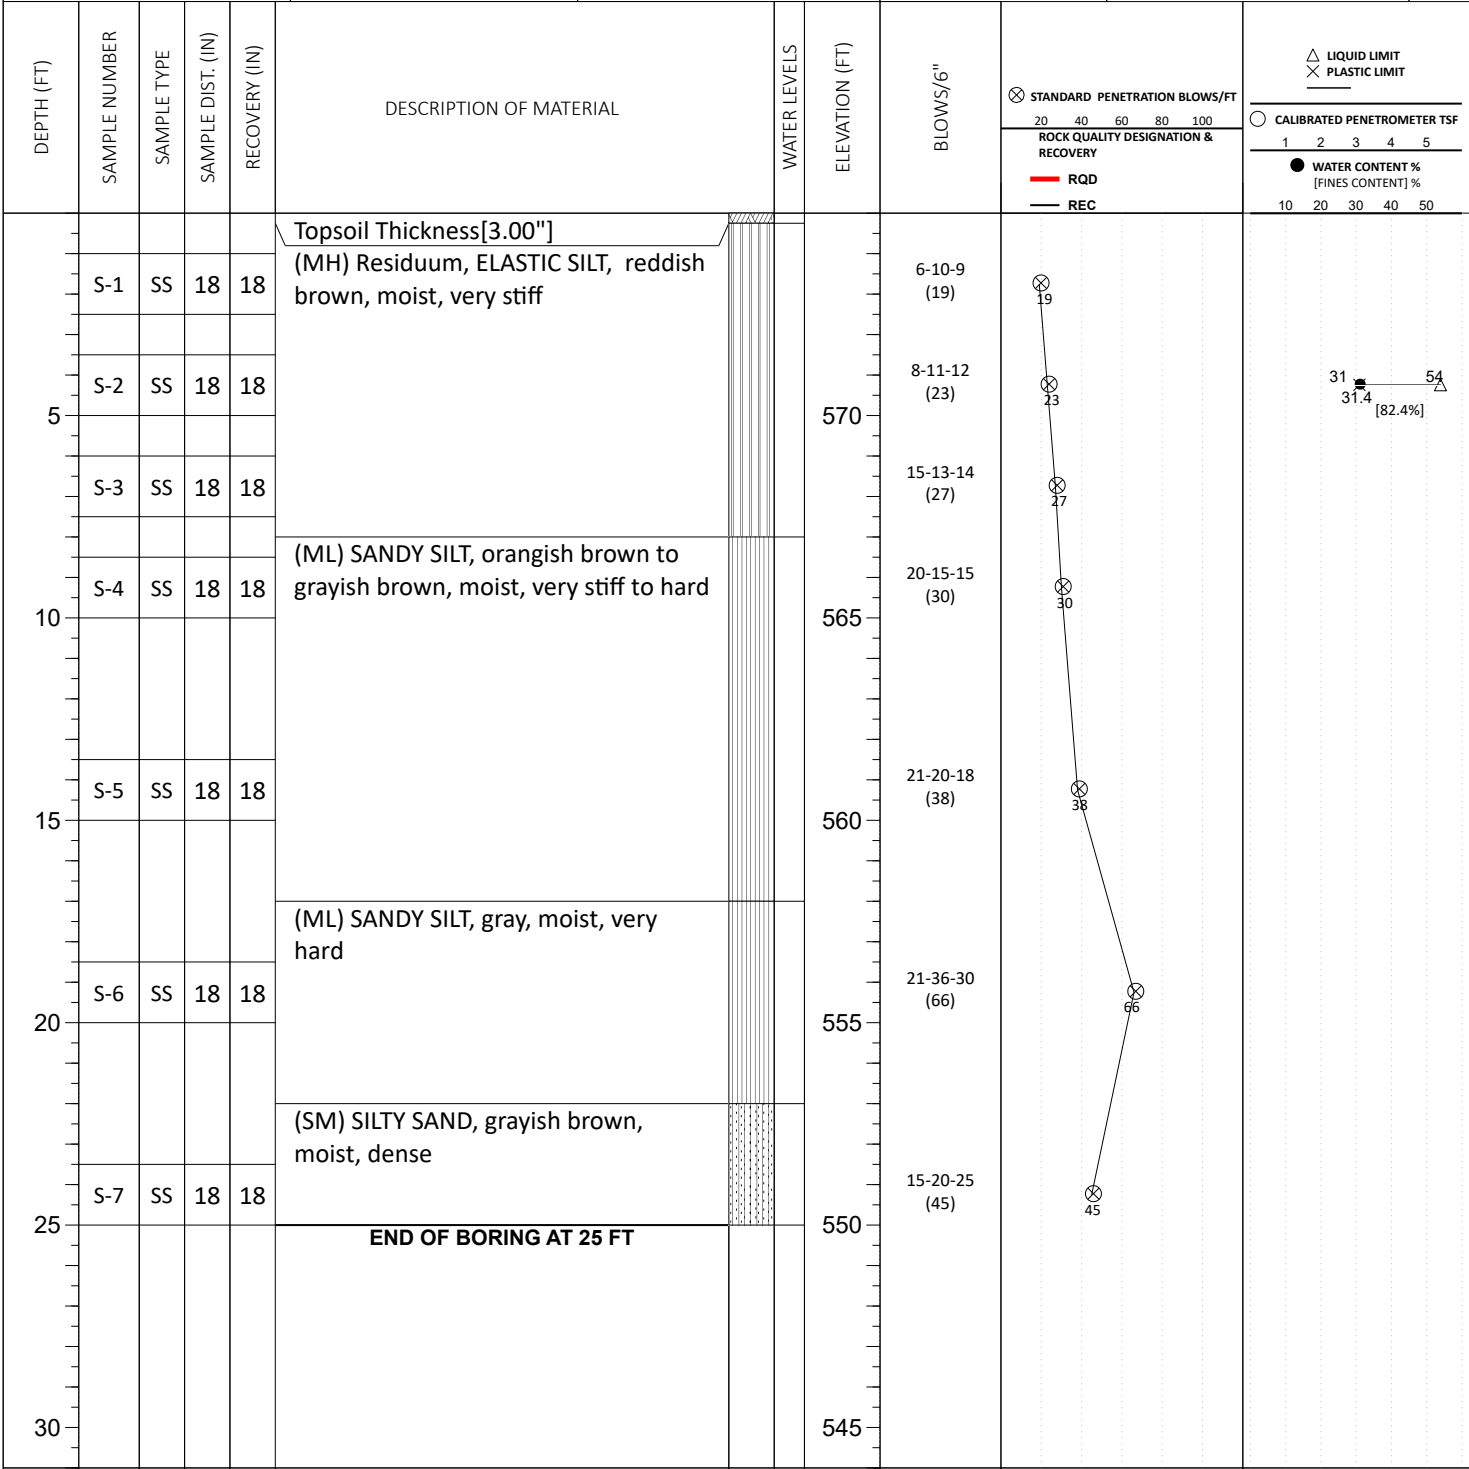 DEPTH (FT)
SAMPLE NUMBER
SAMPLE TYPE
SAMPLE DIST. (IN)
RECOVERY (IN)
DESCRIPTION OF MATERIAL
WATER LEVELS
ELEVATION (FT)
BLOWS/6"
STANDARD PENETRATION BLOWS/FT
20 40 60 80 100
ROCK QUALITY DESIGNATION &
RECOVERY
RQD
REC
LIQUID LIMIT
PLASTIC LIMIT
CALIBRATED PENETROMETER TSF
1 2 3 4 5
WATER CONTENT %
[FINES CONTENT] %
10 20 30 40 50
Topsoil Thickness[3.00"]
(MH) Residuum, ELASTIC SILT, reddish
brown, moist, very stiff
S-1 SS 18 18
6-10-9
(19)
19
S-2 SS 18 18
8-11-12
(23)
23
31 54
31.4
[82.4%]
5 570
S-3 SS 18 18
15-13-14
(27)
27
(ML) SANDY SILT, orangish brown to
grayish brown, moist, very stiff to hard
S-4 SS 18 18
20-15-15
(30)
30
10 565
S-5 SS 18 18
21-20-18
(38)
38
15 560
(ML) SANDY SILT, gray, moist, very
hard
S-6 SS 18 18
21-36-30
(66)
66
20 555
(SM) SILTY SAND, grayish brown,
moist, dense
S-7 SS 18 18
15-20-25
(45)
45
25 550
END OF BORING AT 25 FT
30 545